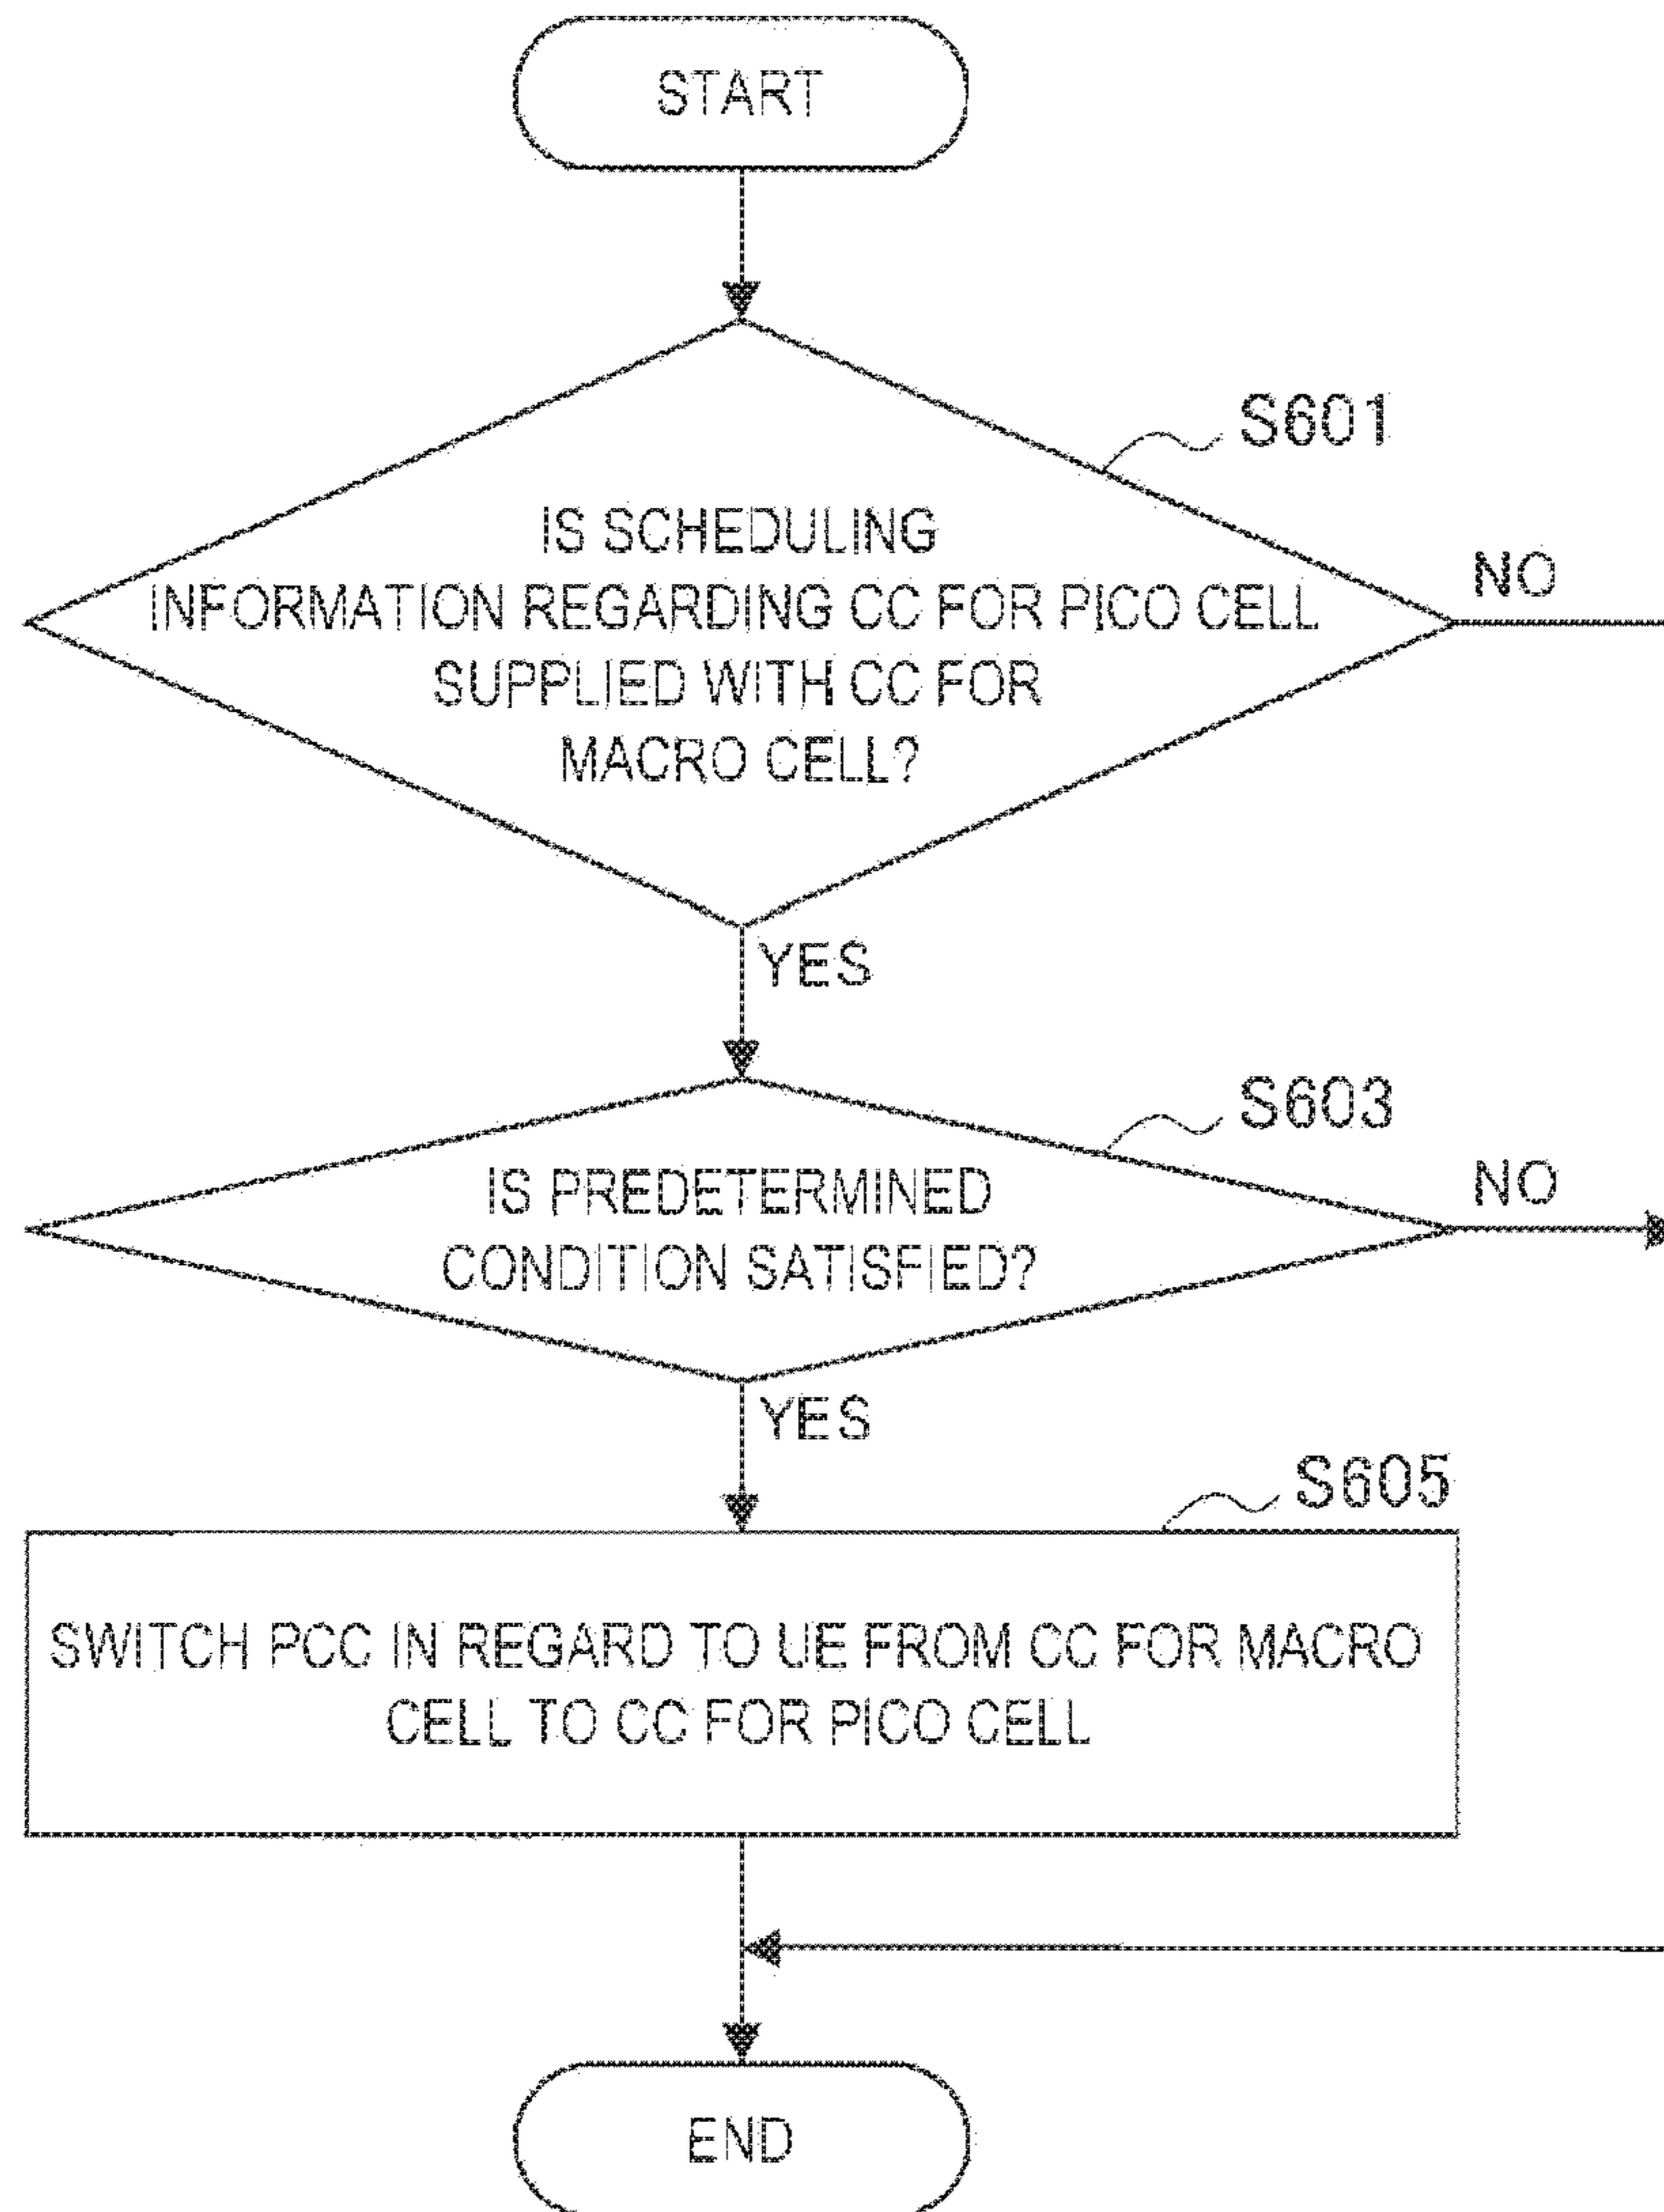 START
S601
IS SCHEDULING
INFORMATION REGARDING CC FOR PICO CELL
SUPPLIED WITH CC FOR
MACRO CELL?
NO
YES
S603
IS PREDETERMINED
CONDITION SATISFIED?
NO
YES
S605
SWITCH PCC IN REGARD TO UE FROM CC FOR MACRO
CELL TO CC FOR PICO CELL
END